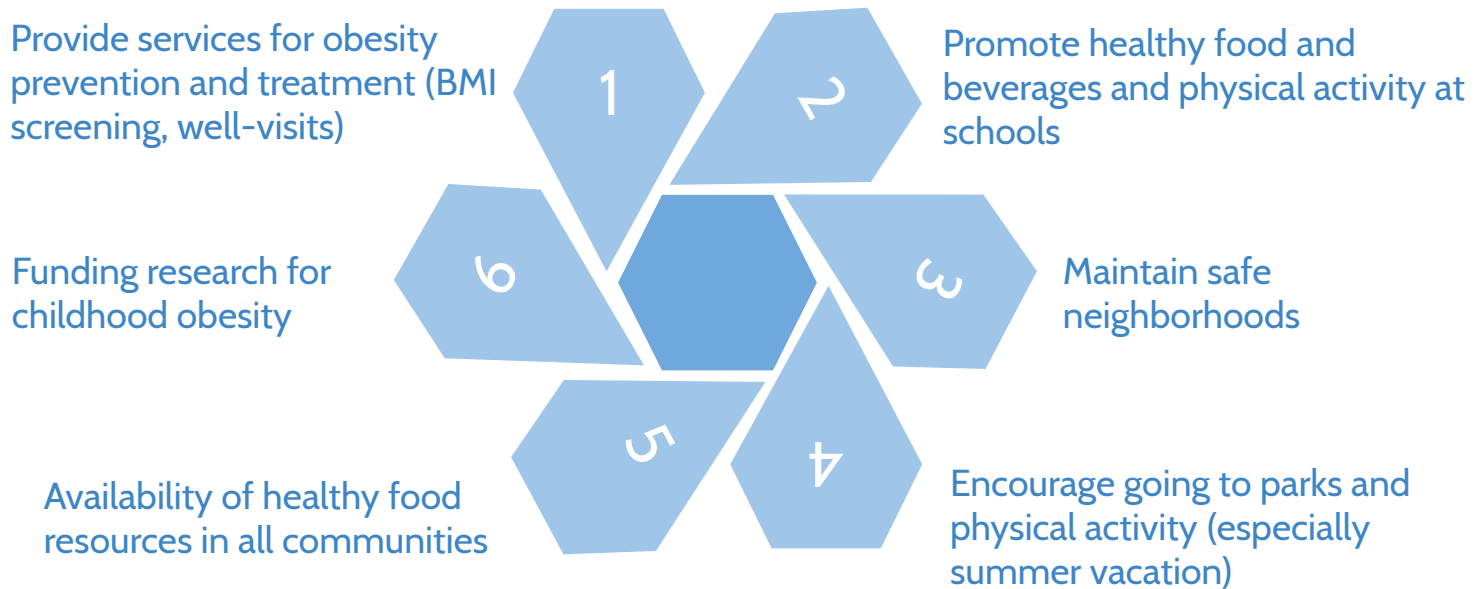 Provide services for obesity
prevention and treatment (BMI
screening, well-visits)
1
2
Promote healthy food and
beverages and physical activity at
schools
3
Maintain safe
neighborhoods
4
Encourage going to parks and
physical activity (especially
summer vacation)
5
Availability of healthy food
resources in all communities
6
Funding research for
childhood obesity